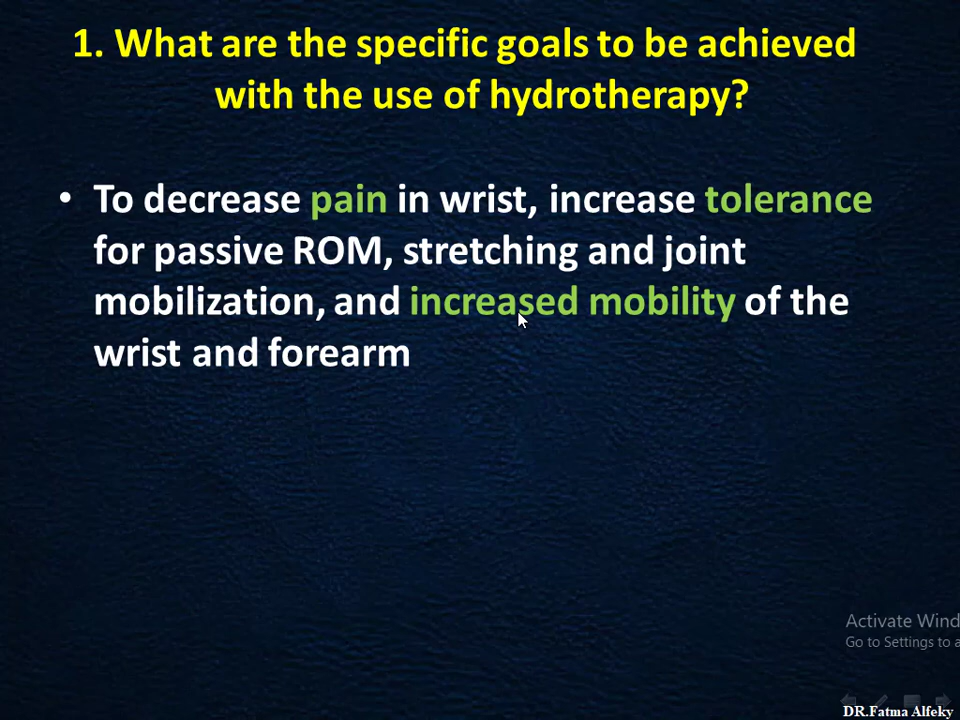 1. What are the specific goals to be achieved
with the use of hydrotherapy?
• To decrease pain in wrist, increase tolerance
for passive ROM, stretching and joint
mobilization, and increased mobility of the
wrist and forearm
Activate Wind
Go to Settings to a
DR.Fatma Alfeky